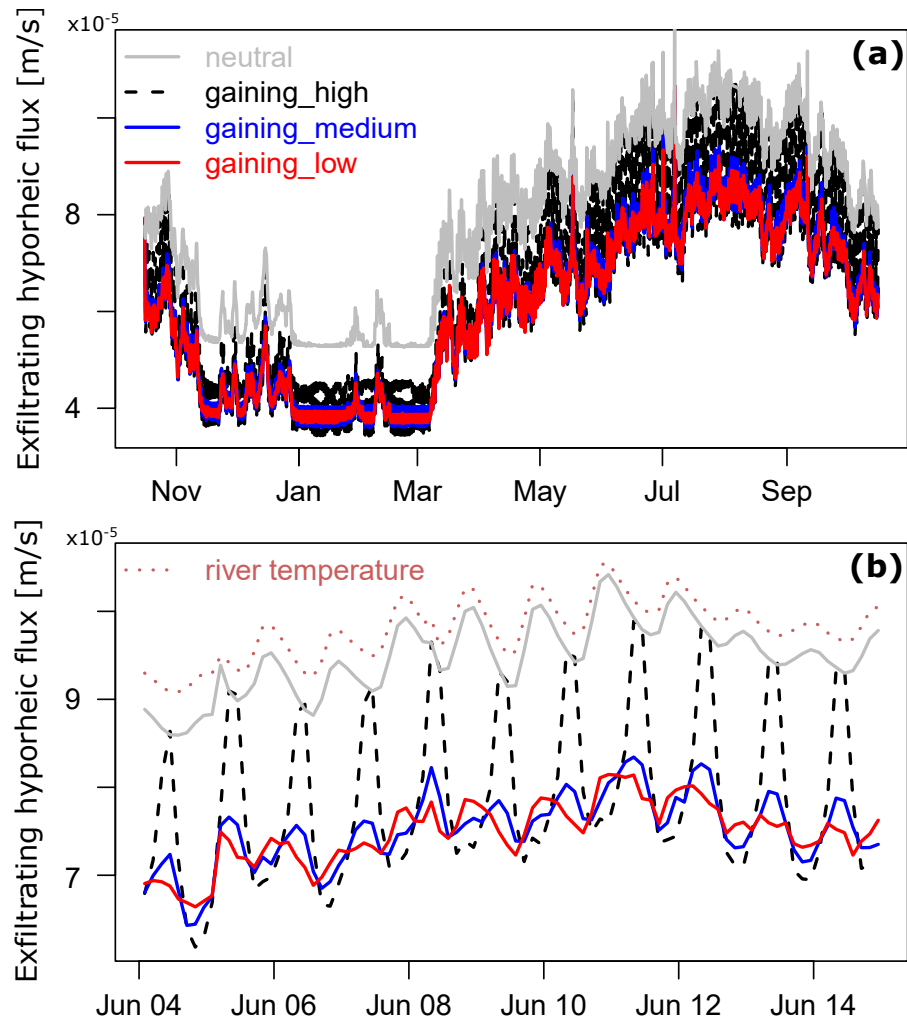 x10-5
(a)
neutral
gaining_high
gaining_medium
gaining_low
Exfiltrating hyporheic flux [m/s]
8
4
Nov Jan Mar May Jul Sep
x10-5
(b)
river temperature
Exfiltrating hyporheic flux [m/s]
9
7
Jun 04 Jun 06 Jun 08 Jun 10 Jun 12 Jun 14